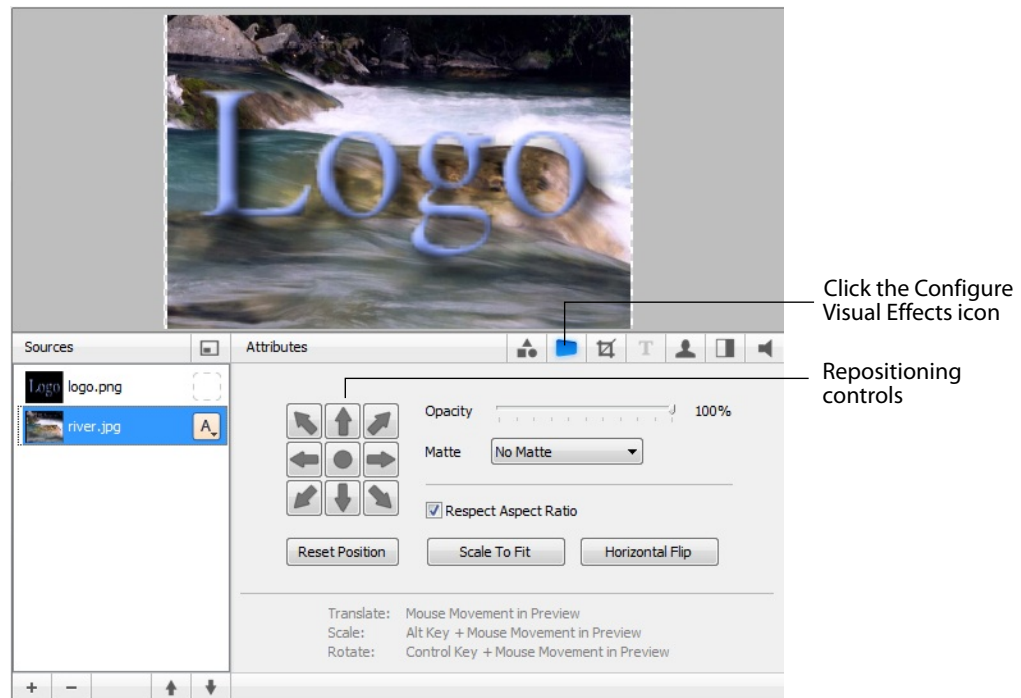 Logo
Click the Configure
Visual Effects icon
Sources
Attributes
T
Repositioning
controls
Logo logo.png
river.jpg
A
Opacity 100%
Matte No Matte
Respect Aspect Ratio
Reset Position Scale To Fit Horizontal Flip
Translate: Mouse Movement in Preview
Scale: Alt Key + Mouse Movement in Preview
Rotate: Control Key + Mouse Movement in Preview